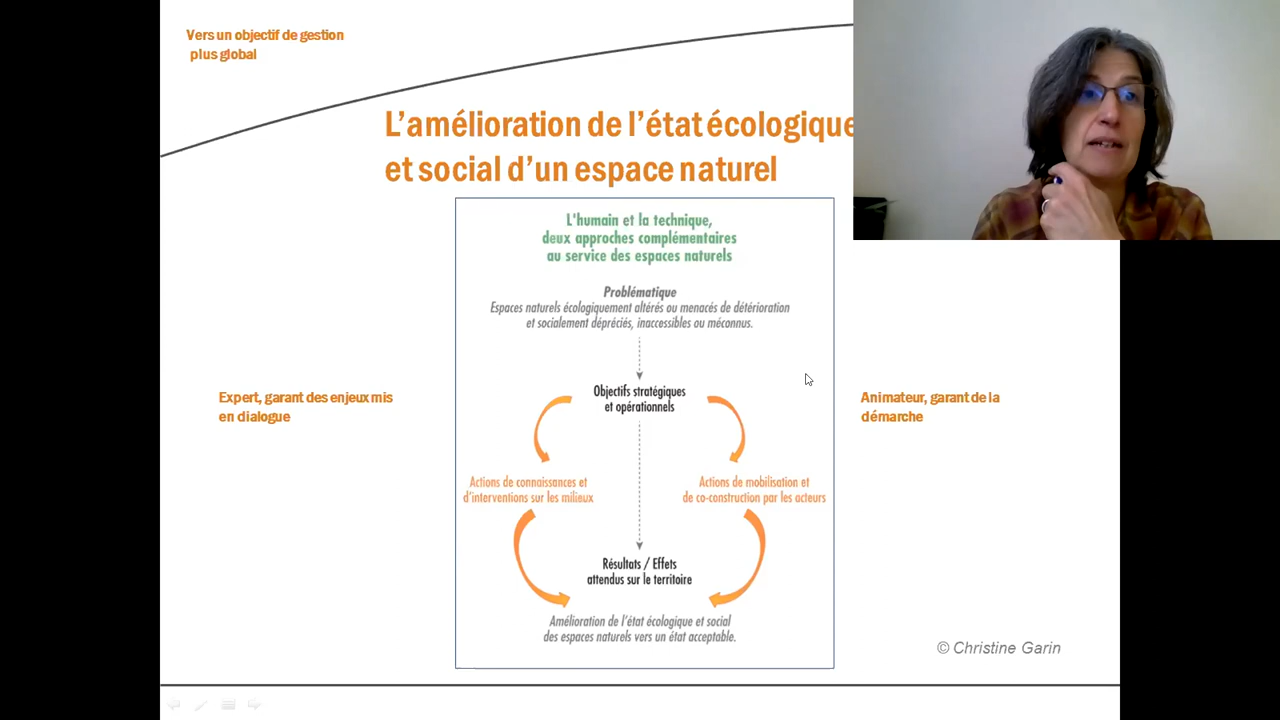 Vers un objectif de gestion
plus global
L’amélioration de l’état écologique
et social d’un espace naturel
L'humain et la technique,
deux approches complémentaires
au service des espaces naturels
Problématique
Espaces naturels écologiquement altérés ou menacés de détérioration
et socialement dépréciés, inaccessibles ou méconnus.
Objectifs stratégiques
et opérationnels
Expert, garant des enjeux mis
en dialogue
Animateur, garant de la
démarche
Actions de connaissances et
d'interventions sur les milieux
Actions de mobilisation et
de co-construction par les acteurs
Résultats / Effets
attendus sur le territoire
Amélioration de l'état écologique et social
des espaces naturels vers un état acceptable.
© Christine Garin